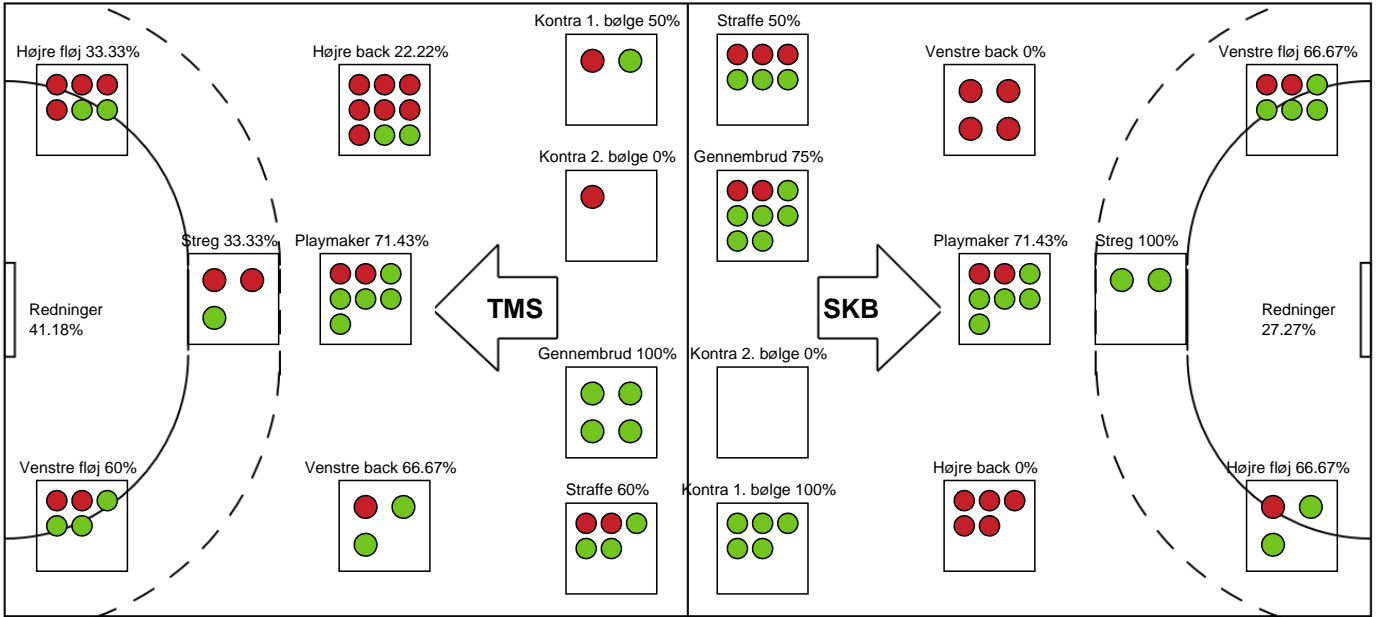 Kontra 1. bølge 50%
Straffe 50%
Højre fløj 33.33%
Højre back 22.22%
Venstre back 0%
Venstre fløj 66.67%
Kontra 2. bølge 0%
Gennembrud 75%
Streg 33.33%
Playmaker 71.43%
Playmaker 71.43%
Streg 100%
Redninger
41.18%
TMS
SKB
Redninger
27.27%
Gennembrud 100%
Kontra 2. bølge 0%
Venstre fløj 60%
Venstre back 66.67%
Straffe 60%
Kontra 1. bølge 100%
Højre back 0%
Højre fløj 66.67%